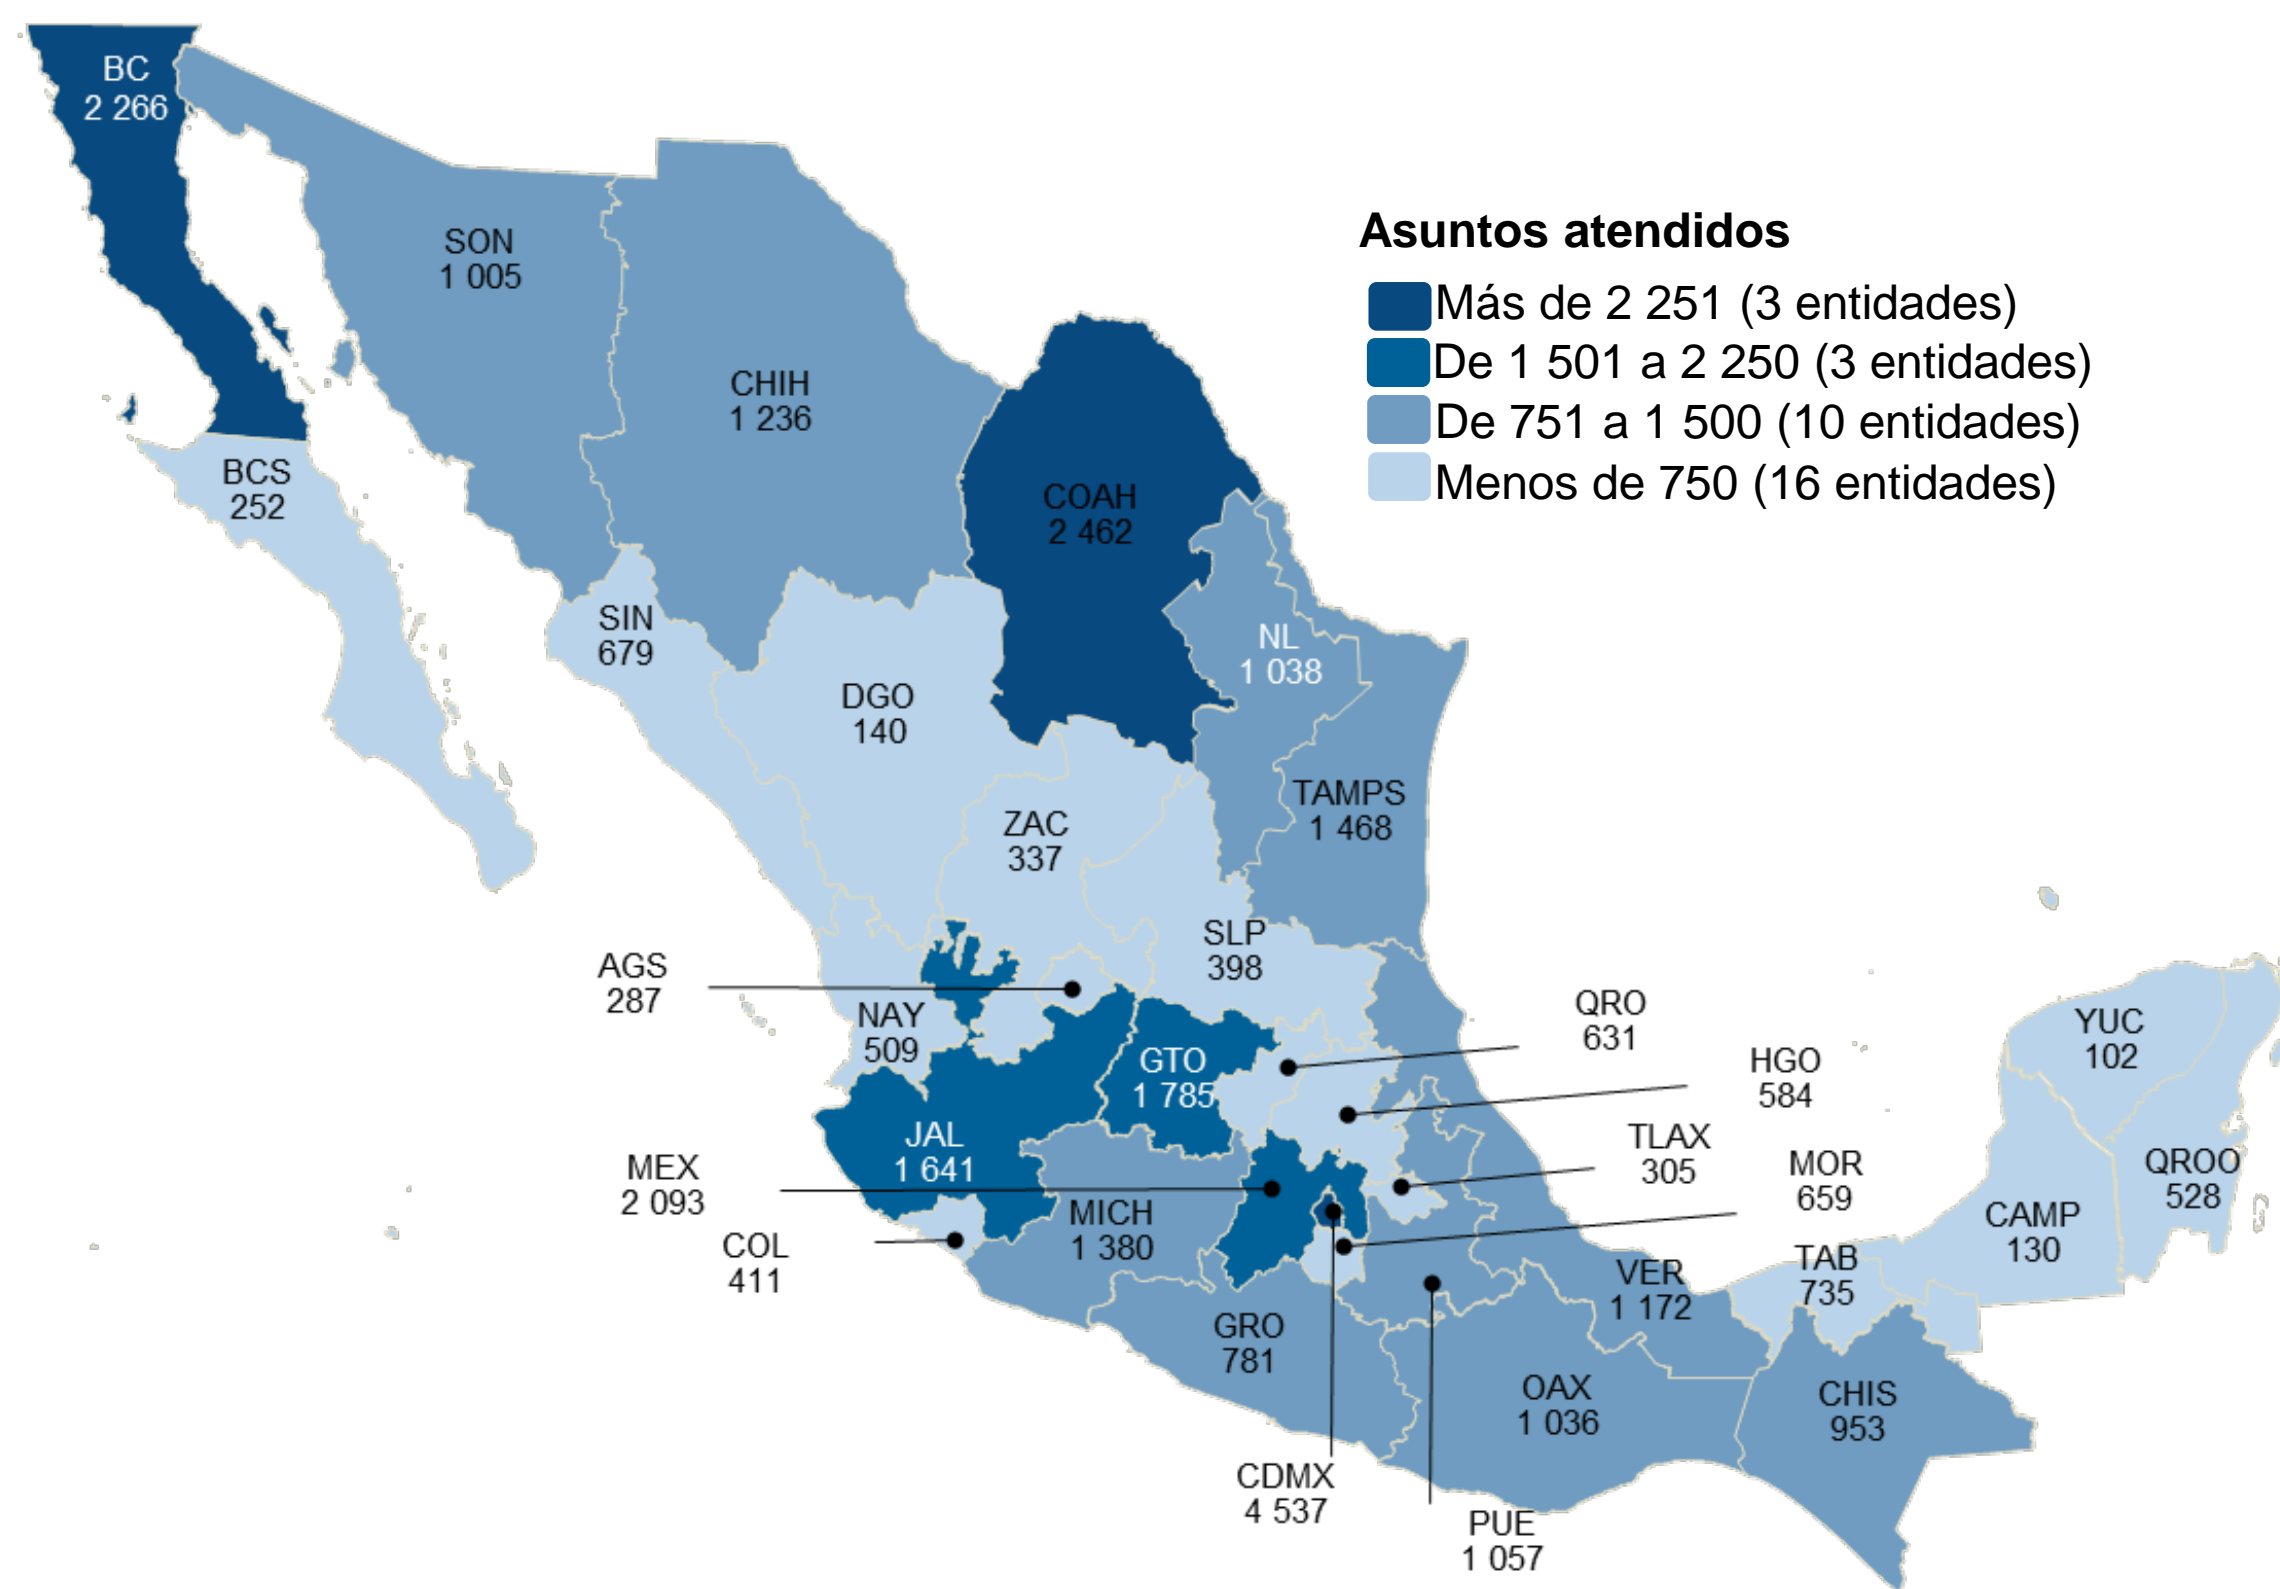 BC
2 266
SON
1 005
CHIH
1 236
Asuntos atendidos
Más de 2 251 (3 entidades)
De 1 501 a 2 250 (3 entidades)
De 751 a 1 500 (10 entidades)
Menos de 750 (16 entidades)
BCS
252
COAH
2 462
SIN
679
NL
1 038
DGO
140
TAMPS
1 468
ZAC
337
SLP
398
AGS
287
NAY
509
QRO
631
YUC
102
GTO
1 785
HGO
584
JAL
1 641
TLAX
305
MOR
659
QROO
528
MEX
2 093
MICH
1 380
CAMP
130
COL
411
TAB
735
VER
1 172
GRO
781
OAX
1 036
CHIS
953
CDMX
4 537
PUE
1 057